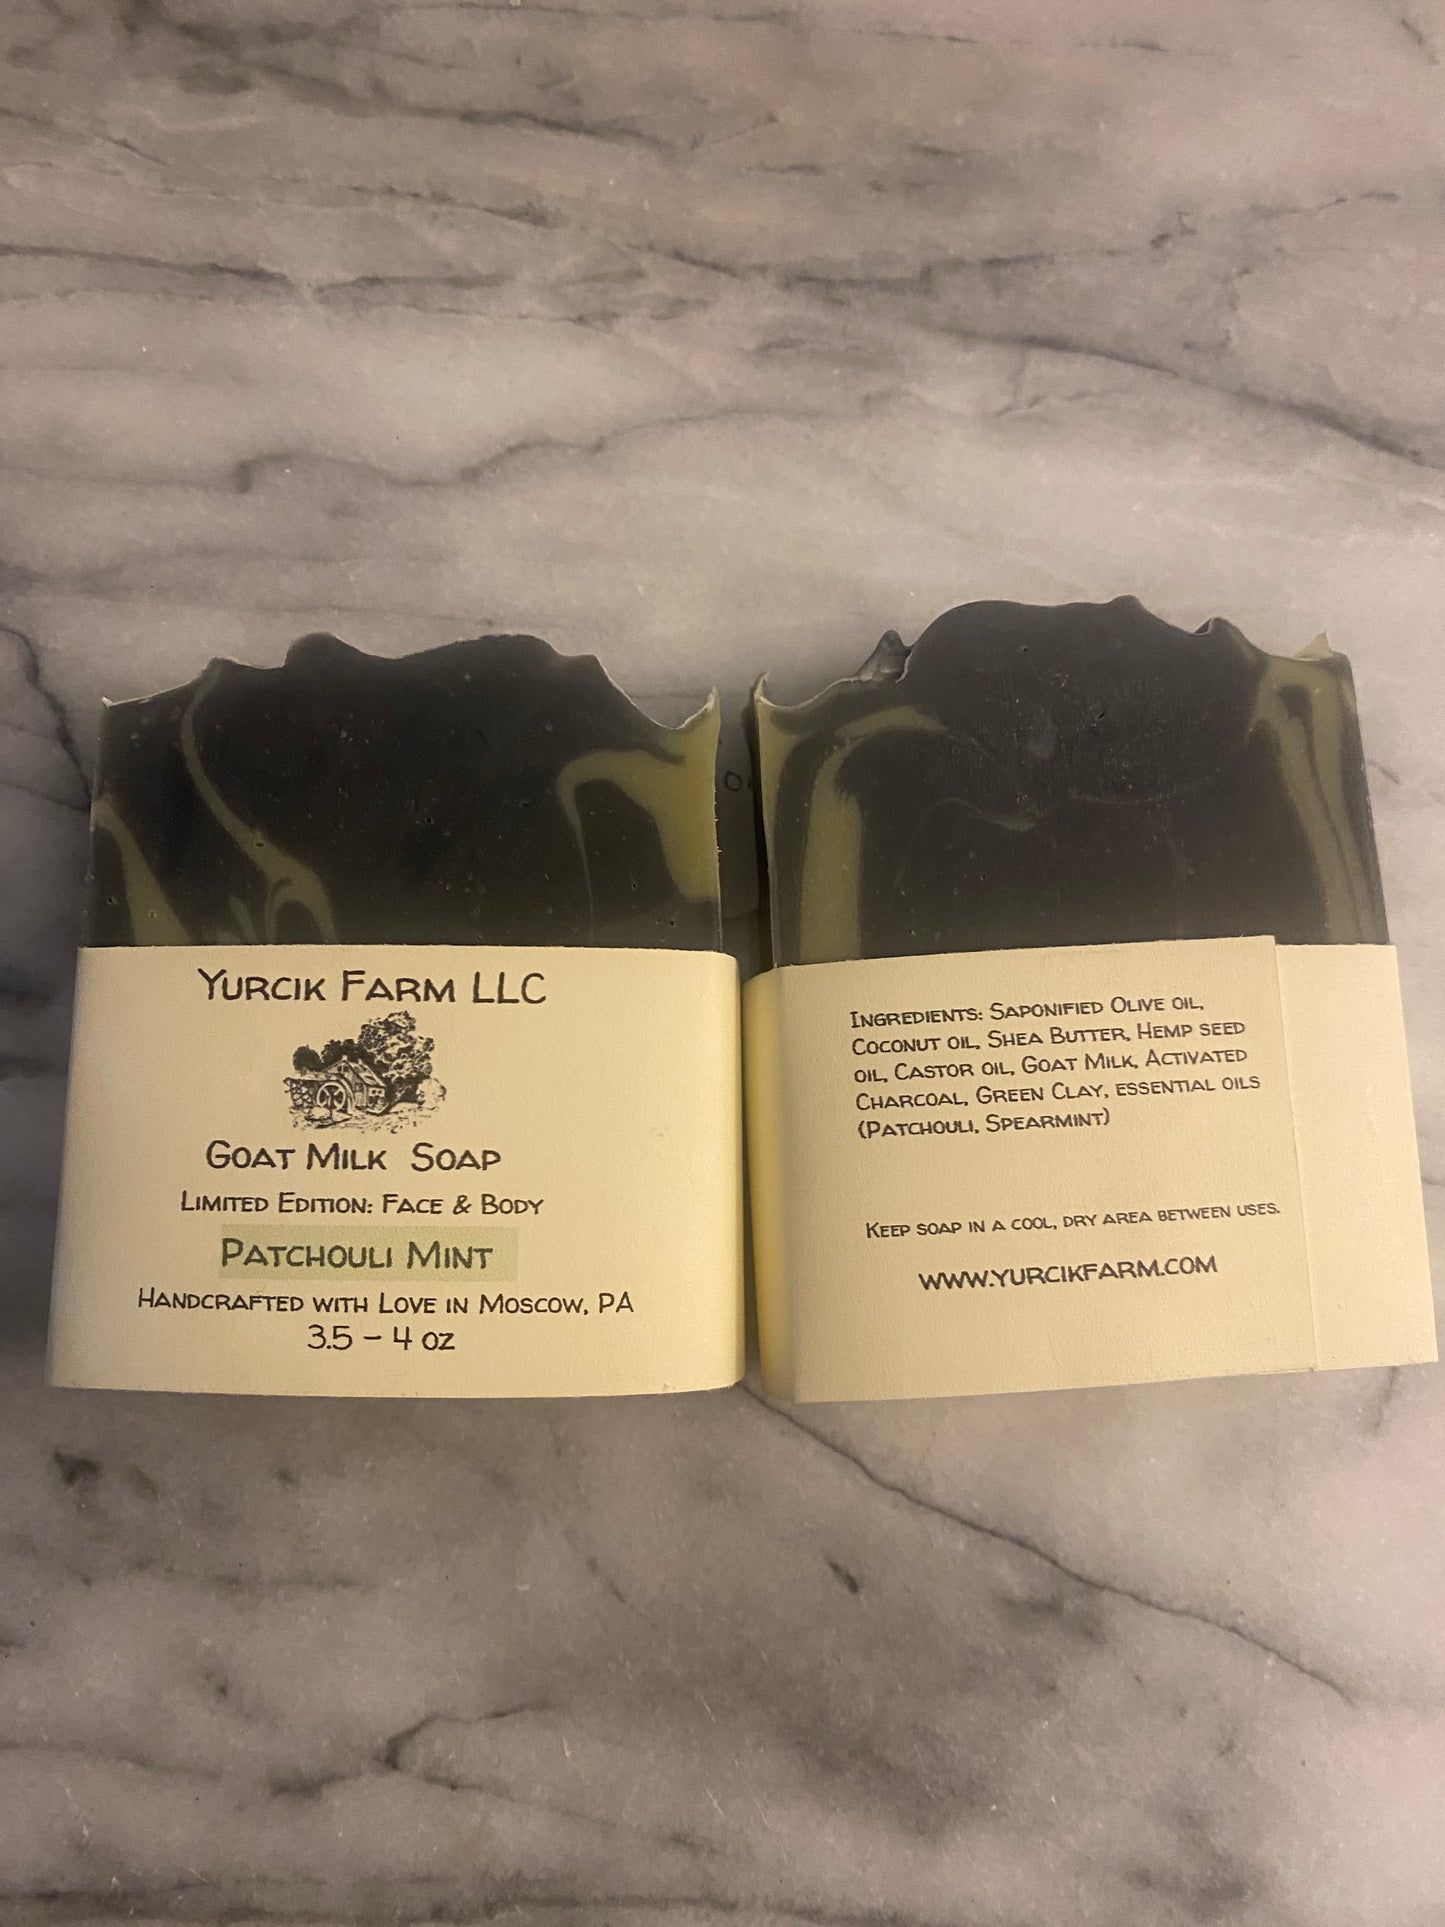 Yurcik Farm LLC
Goat Milk Soap
Limited Edition: Face & Body
Patchouli Mint
Handcrafted with Love in Moscow, PA
3.5 – 4 oz
Ingredients: Saponified Olive oil,
Coconut oil, Shea Butter, Hemp seed
oil, Castor oil, Goat Milk, Activated
Charcoal, Green Clay, essential oils
(Patchouli, Spearmint)
Keep soap in a cool, dry area between uses.
www.yurcikfarm.com